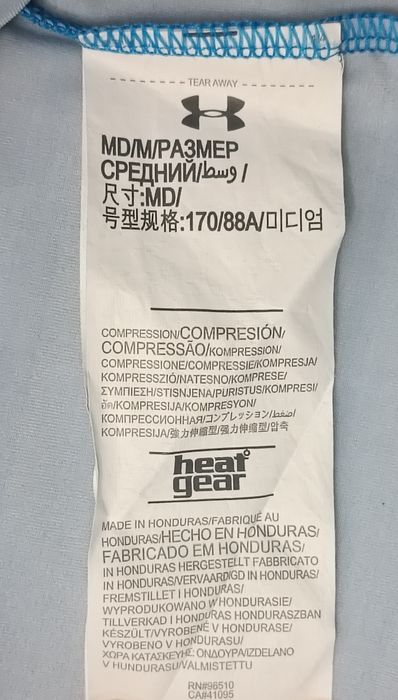 TEAR AWAY
MD/M/РАЗМЕР
СРЕДНИЙ/وسط/
尺寸:MD/
号型规格:170/88A/미디엄
COMPRESSION/COMPRESIÓN/
COMPRESSÃO/KOMPRESSION/
COMPRESSIONE/COMPRESSIE/KOMPRESJA/
KOMPRESSZIÓ/NATESNO/KOMPRESE/
ΣΥΜΠΙΕΣΗ/STISNJENA/PURISTUS/KOMPRESI/
อัด/KOMPRESIJA/KOMPRESYON/
КОМПРЕССИОННАЯ/コンプレッション/اضغط/
KOMPRESIJA/強力伸縮型/强力伸缩型/압축
heat
gear
MADE IN HONDURAS/FABRIQUÉ AU
HONDURAS/HECHO EN HONDURAS/
FABRICADO EM HONDURAS/
IN HONDURAS HERGESTELLT FABBRICATO
IN HONDURAS/VERVAARDIGD IN HONDURAS/
FREMSTILLET I HONDURAS/
WYPRODUKOWANO W HONDURASIE/
TILLVERKAD I HONDURAS HONDURASZBAN
KÉSZÜLT/VYROBENÉ V HONDURASE/
VYROBENO V HONDURASU/
ΧΩΡΑ ΚΑΤΑΣΚΕΥΗΣ: ΟΝΔΟΥΡΑ/IZDELANO
V HUNDURASU/VALMISTETTU
RN#96510
CA#41095